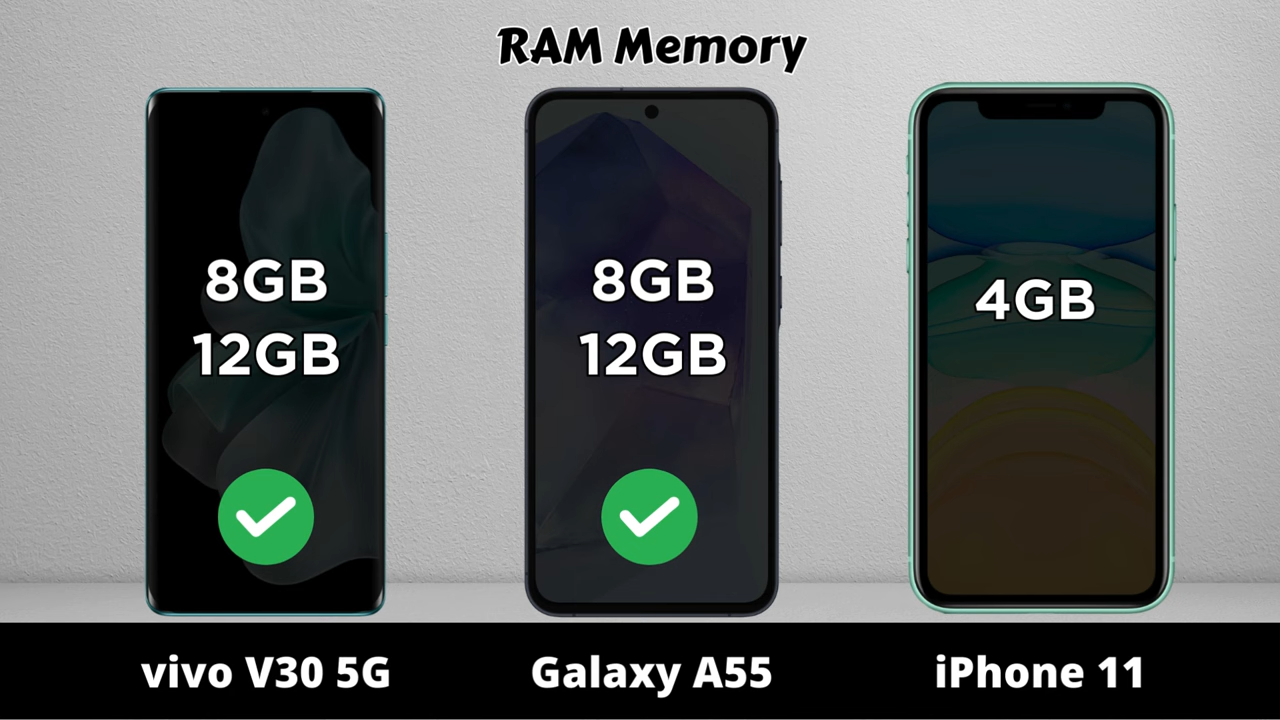 RAM Memory
8GB
12GB
8GB
12GB
4GB
vivo V30 5G
Galaxy A55
iPhone 11